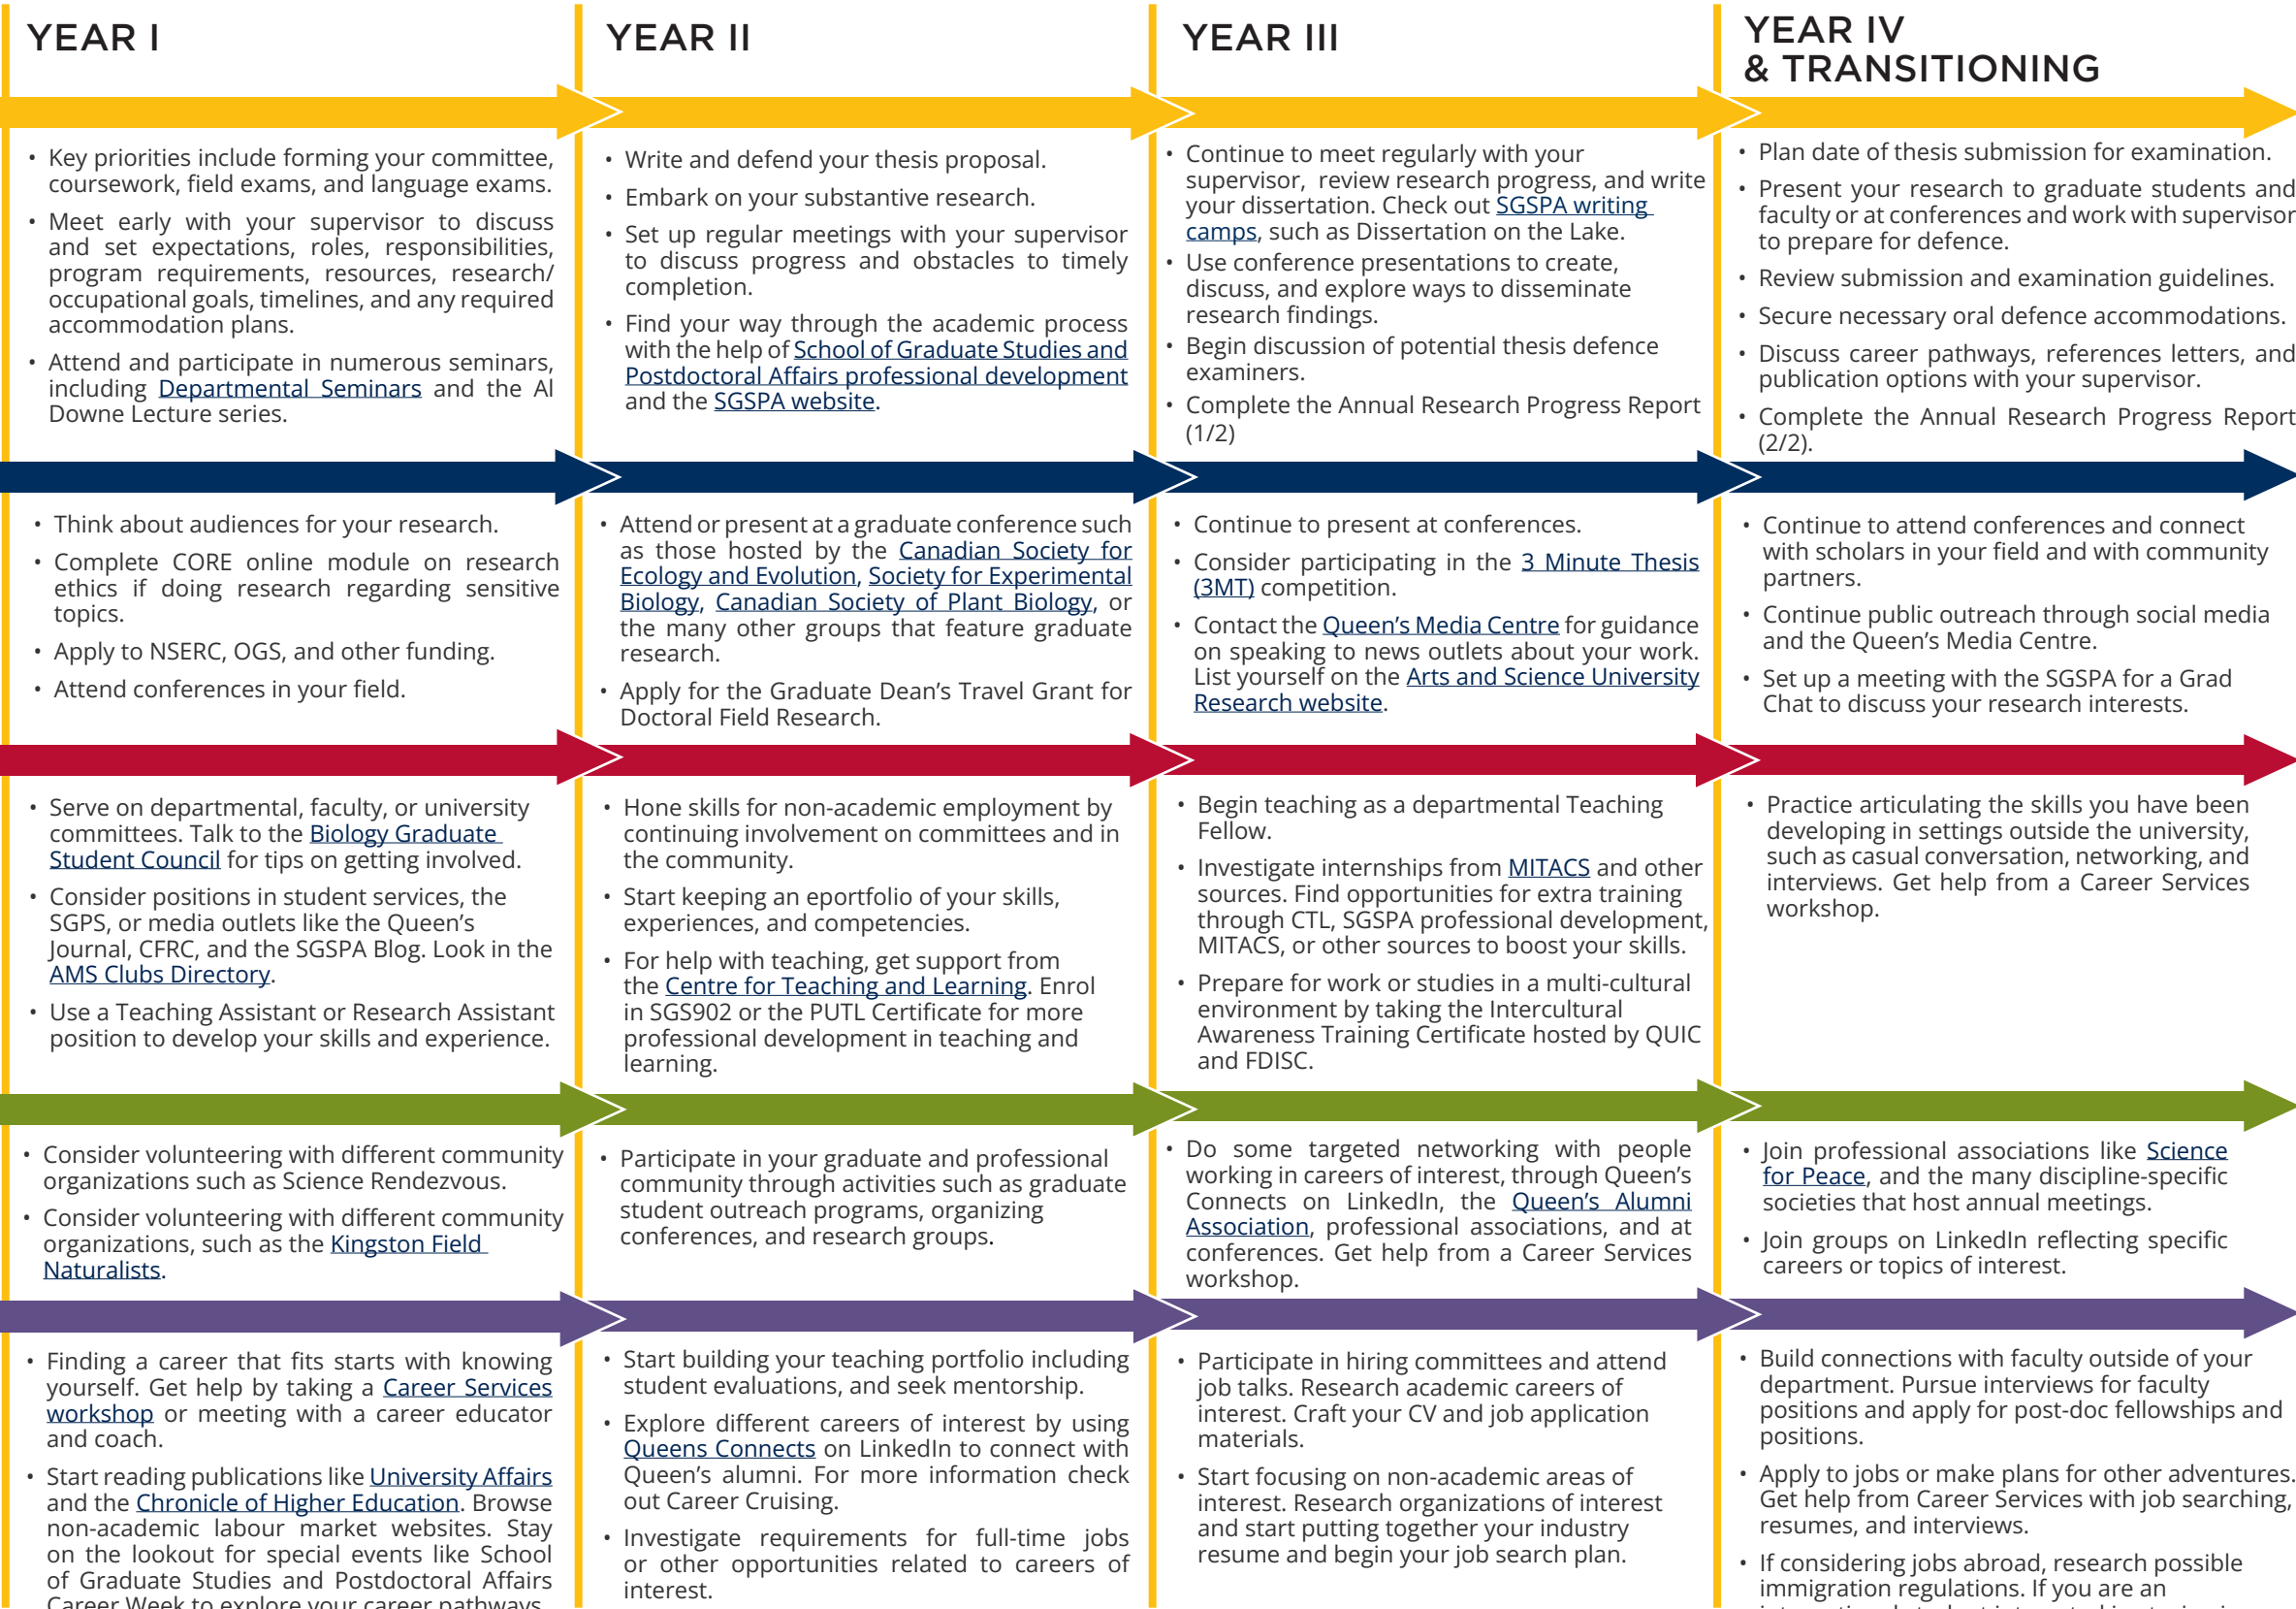 YEAR I
YEAR II
YEAR III
YEAR IV
& TRANSITIONING
• Key priorities include forming your committee,
coursework, field exams, and language exams.
• Meet early with your supervisor to discuss
and set expectations, roles, responsibilities,
program requirements, resources, research/
occupational goals, timelines, and any required
accommodation plans.
• Attend and participate in numerous seminars,
including Departmental Seminars and the Al
Downe Lecture series.
• Write and defend your thesis proposal.
• Embark on your substantive research.
• Set up regular meetings with your supervisor
to discuss progress and obstacles to timely
completion.
• Find your way through the academic process
with the help of School of Graduate Studies and
Postdoctoral Affairs professional development
and the SGSPA website.
• Continue to meet regularly with your
supervisor, review research progress, and write
your dissertation. Check out SGSPA writing
camps, such as Dissertation on the Lake.
• Use conference presentations to create,
discuss, and explore ways to disseminate
research findings.
• Begin discussion of potential thesis defence
examiners.
• Complete the Annual Research Progress Report
(1/2)
• Plan date of thesis submission for examination.
• Present your research to graduate students and
faculty or at conferences and work with supervisor
to prepare for defence.
• Review submission and examination guidelines.
• Secure necessary oral defence accommodations.
• Discuss career pathways, references letters, and
publication options with your supervisor.
• Complete the Annual Research Progress Report
(2/2).
• Think about audiences for your research.
• Complete CORE online module on research
ethics if doing research regarding sensitive
topics.
• Apply to NSERC, OGS, and other funding.
• Attend conferences in your field.
• Attend or present at a graduate conference such
as those hosted by the Canadian Society for
Ecology and Evolution, Society for Experimental
Biology, Canadian Society of Plant Biology, or
the many other groups that feature graduate
research.
• Apply for the Graduate Dean’s Travel Grant for
Doctoral Field Research.
• Continue to present at conferences.
• Consider participating in the 3 Minute Thesis
(3MT) competition.
• Contact the Queen’s Media Centre for guidance
on speaking to news outlets about your work.
List yourself on the Arts and Science University
Research website.
• Continue to attend conferences and connect
with scholars in your field and with community
partners.
• Continue public outreach through social media
and the Queen’s Media Centre.
• Set up a meeting with the SGSPA for a Grad
Chat to discuss your research interests.
• Serve on departmental, faculty, or university
committees. Talk to the Biology Graduate
Student Council for tips on getting involved.
• Consider positions in student services, the
SGPS, or media outlets like the Queen’s
Journal, CFRC, and the SGSPA Blog. Look in the
AMS Clubs Directory.
• Use a Teaching Assistant or Research Assistant
position to develop your skills and experience.
• Hone skills for non-academic employment by
continuing involvement on committees and in
the community.
• Start keeping an eportfolio of your skills,
experiences, and competencies.
• For help with teaching, get support from
the Centre for Teaching and Learning. Enrol
in SGS902 or the PUTL Certificate for more
professional development in teaching and
learning.
• Begin teaching as a departmental Teaching
Fellow.
• Investigate internships from MITACS and other
sources. Find opportunities for extra training
through CTL, SGSPA professional development,
MITACS, or other sources to boost your skills.
• Prepare for work or studies in a multi-cultural
environment by taking the Intercultural
Awareness Training Certificate hosted by QUIC
and FDISC.
• Practice articulating the skills you have been
developing in settings outside the university,
such as casual conversation, networking, and
interviews. Get help from a Career Services
workshop.
• Consider volunteering with different community
organizations such as Science Rendezvous.
• Consider volunteering with different community
organizations, such as the Kingston Field
Naturalists.
• Participate in your graduate and professional
community through activities such as graduate
student outreach programs, organizing
conferences, and research groups.
• Do some targeted networking with people
working in careers of interest, through Queen’s
Connects on LinkedIn, the Queen’s Alumni
Association, professional associations, and at
conferences. Get help from a Career Services
workshop.
• Join professional associations like Science
for Peace, and the many discipline-specific
societies that host annual meetings.
• Join groups on LinkedIn reflecting specific
careers or topics of interest.
• Finding a career that fits starts with knowing
yourself. Get help by taking a Career Services
workshop or meeting with a career educator
and coach.
• Start reading publications like University Affairs
and the Chronicle of Higher Education. Browse
non-academic labour market websites. Stay
on the lookout for special events like School
of Graduate Studies and Postdoctoral Affairs
Career Week to explore your career pathways.
• Start building your teaching portfolio including
student evaluations, and seek mentorship.
• Explore different careers of interest by using
Queens Connects on LinkedIn to connect with
Queen’s alumni. For more information check
out Career Cruising.
• Investigate requirements for full-time jobs
or other opportunities related to careers of
interest.
• Participate in hiring committees and attend
job talks. Research academic careers of
interest. Craft your CV and job application
materials.
• Start focusing on non-academic areas of
interest. Research organizations of interest
and start putting together your industry
resume and begin your job search plan.
• Build connections with faculty outside of your
department. Pursue interviews for faculty
positions and apply for post-doc fellowships and
positions.
• Apply to jobs or make plans for other adventures.
Get help from Career Services with job searching,
resumes, and interviews.
• If considering jobs abroad, research possible
immigration regulations. If you are an